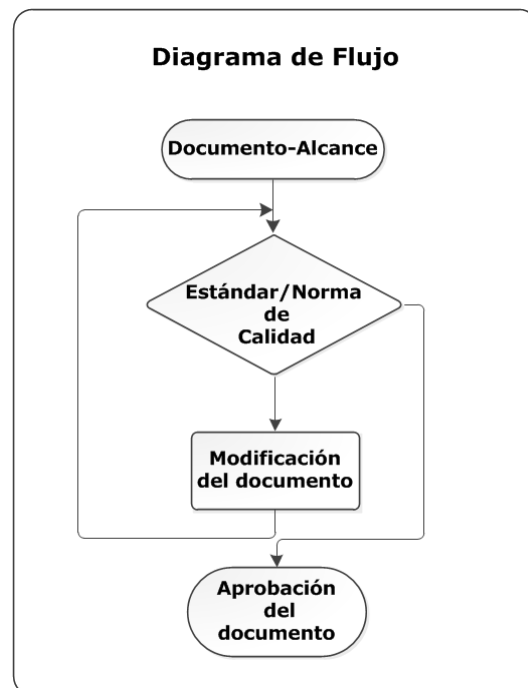 Diagrama de Flujo
Documento-Alcance
Estándar/Norma
de
Calidad
Modificación
del documento
Aprobación
del
documento